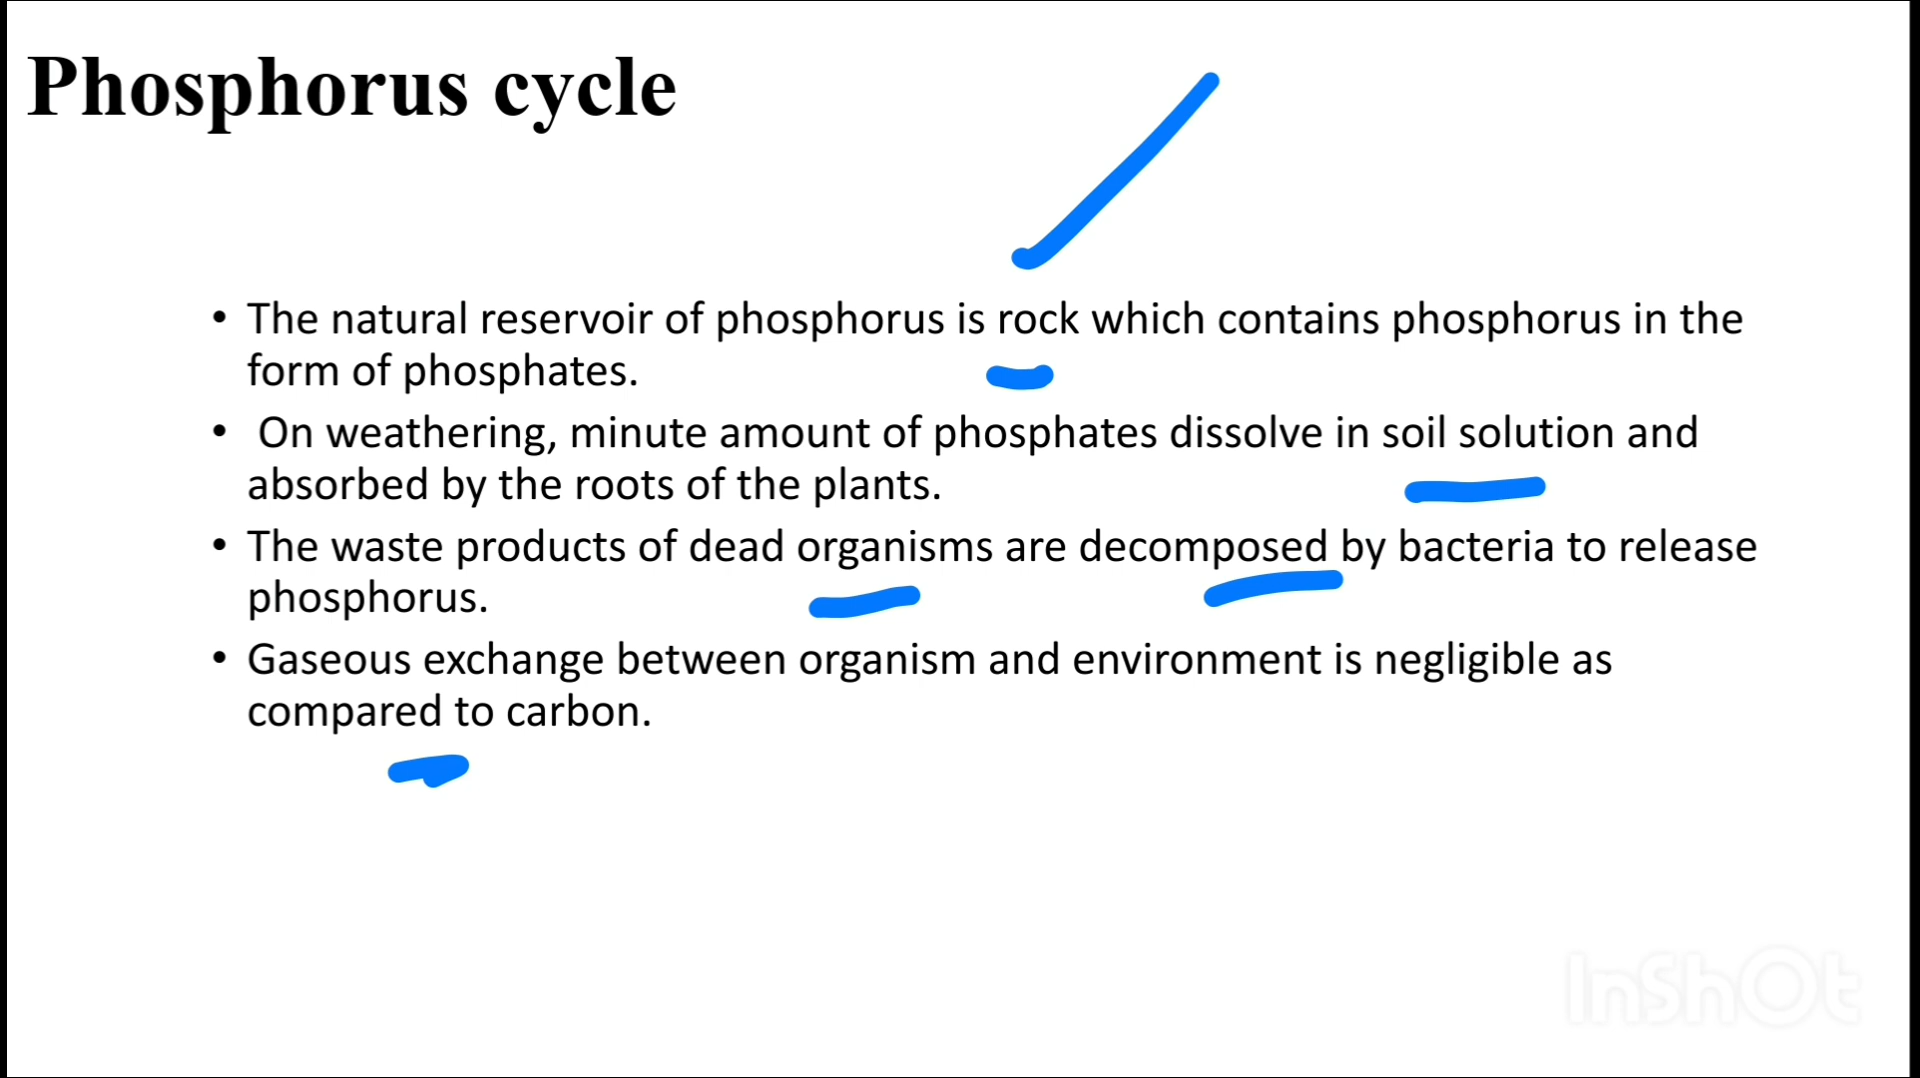 Phosphorus cycle
• The natural reservoir of phosphorus is rock which contains phosphorus in the
form of phosphates.
• On weathering, minute amount of phosphates dissolve in soil solution and
absorbed by the roots of the plants.
• The waste products of dead organisms are decomposed by bacteria to release
phosphorus.
• Gaseous exchange between organism and environment is negligible as
compared to carbon.
InShOt